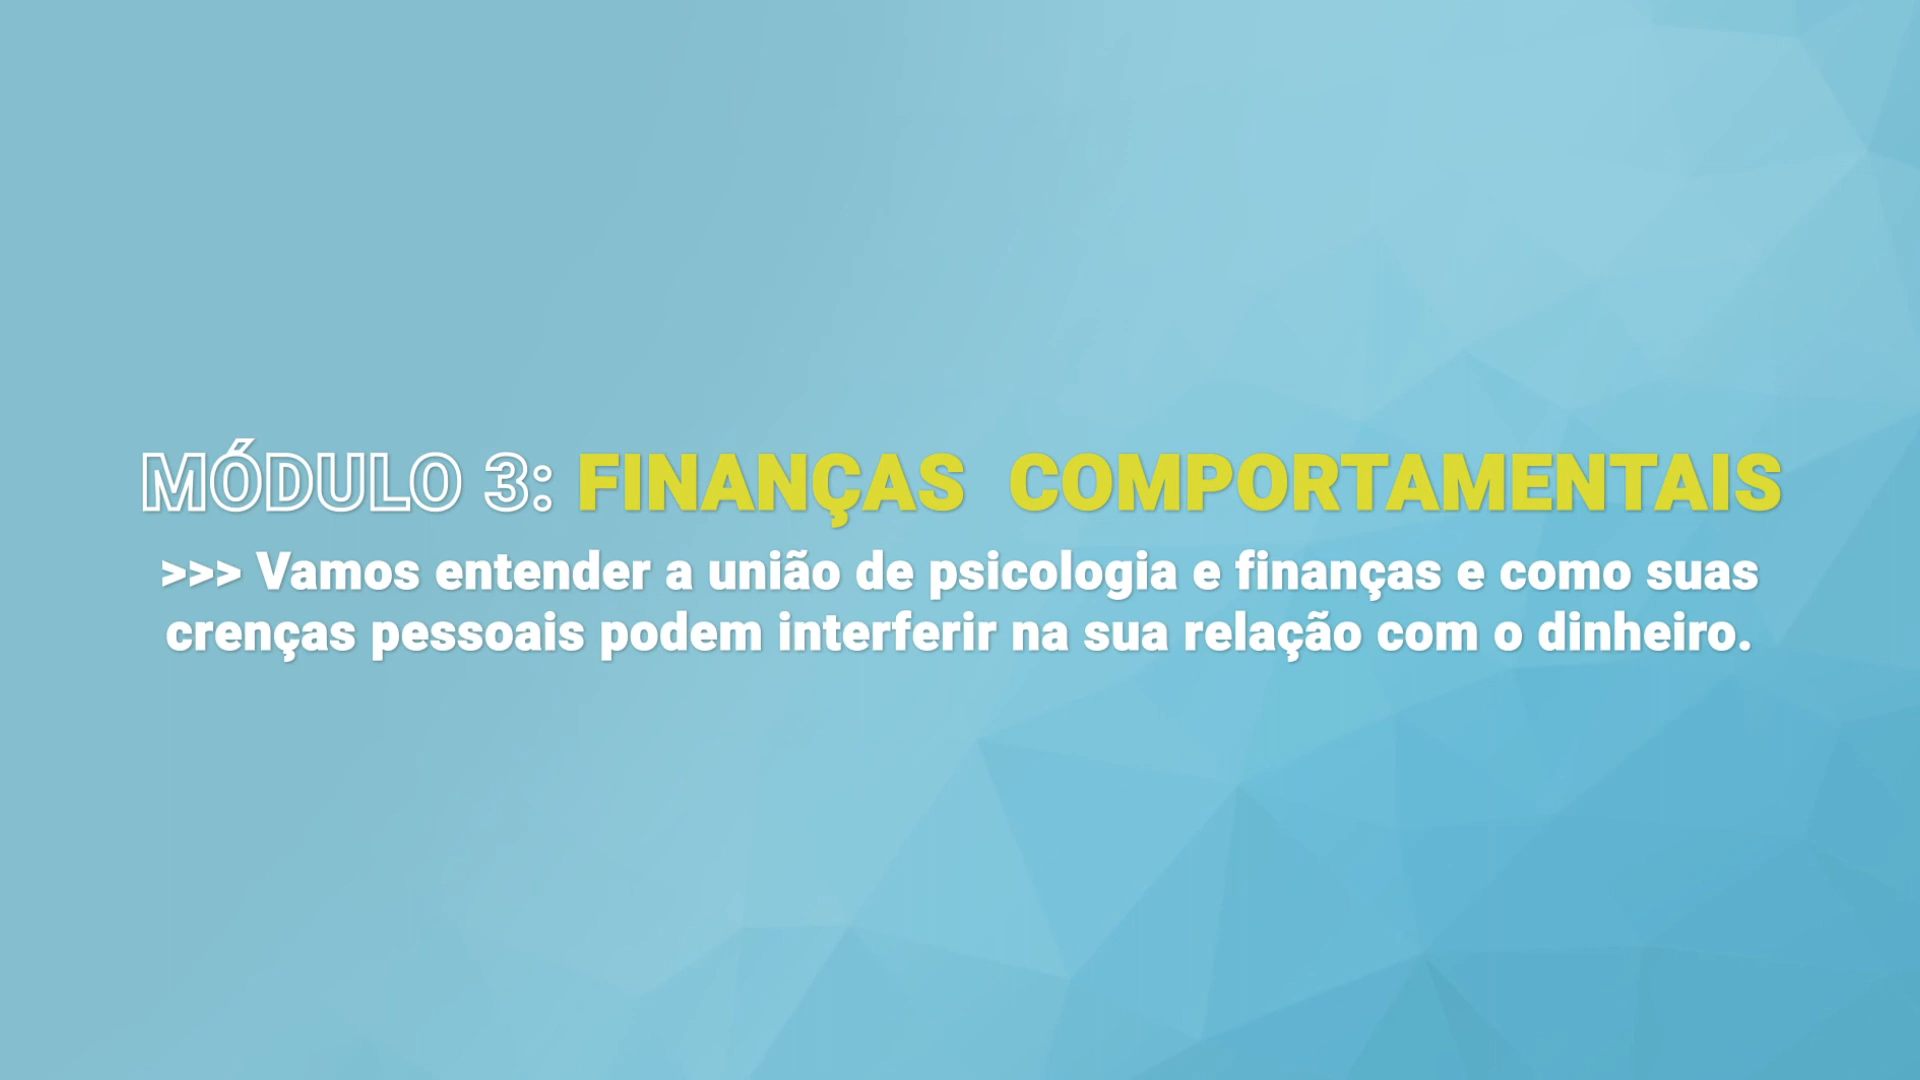 MÓDULO 3: FINANÇAS COMPORTAMENTAIS
>>> Vamos entender a união de psicologia e finanças e como suas
crenças pessoais podem interferir na sua relação com o dinheiro.